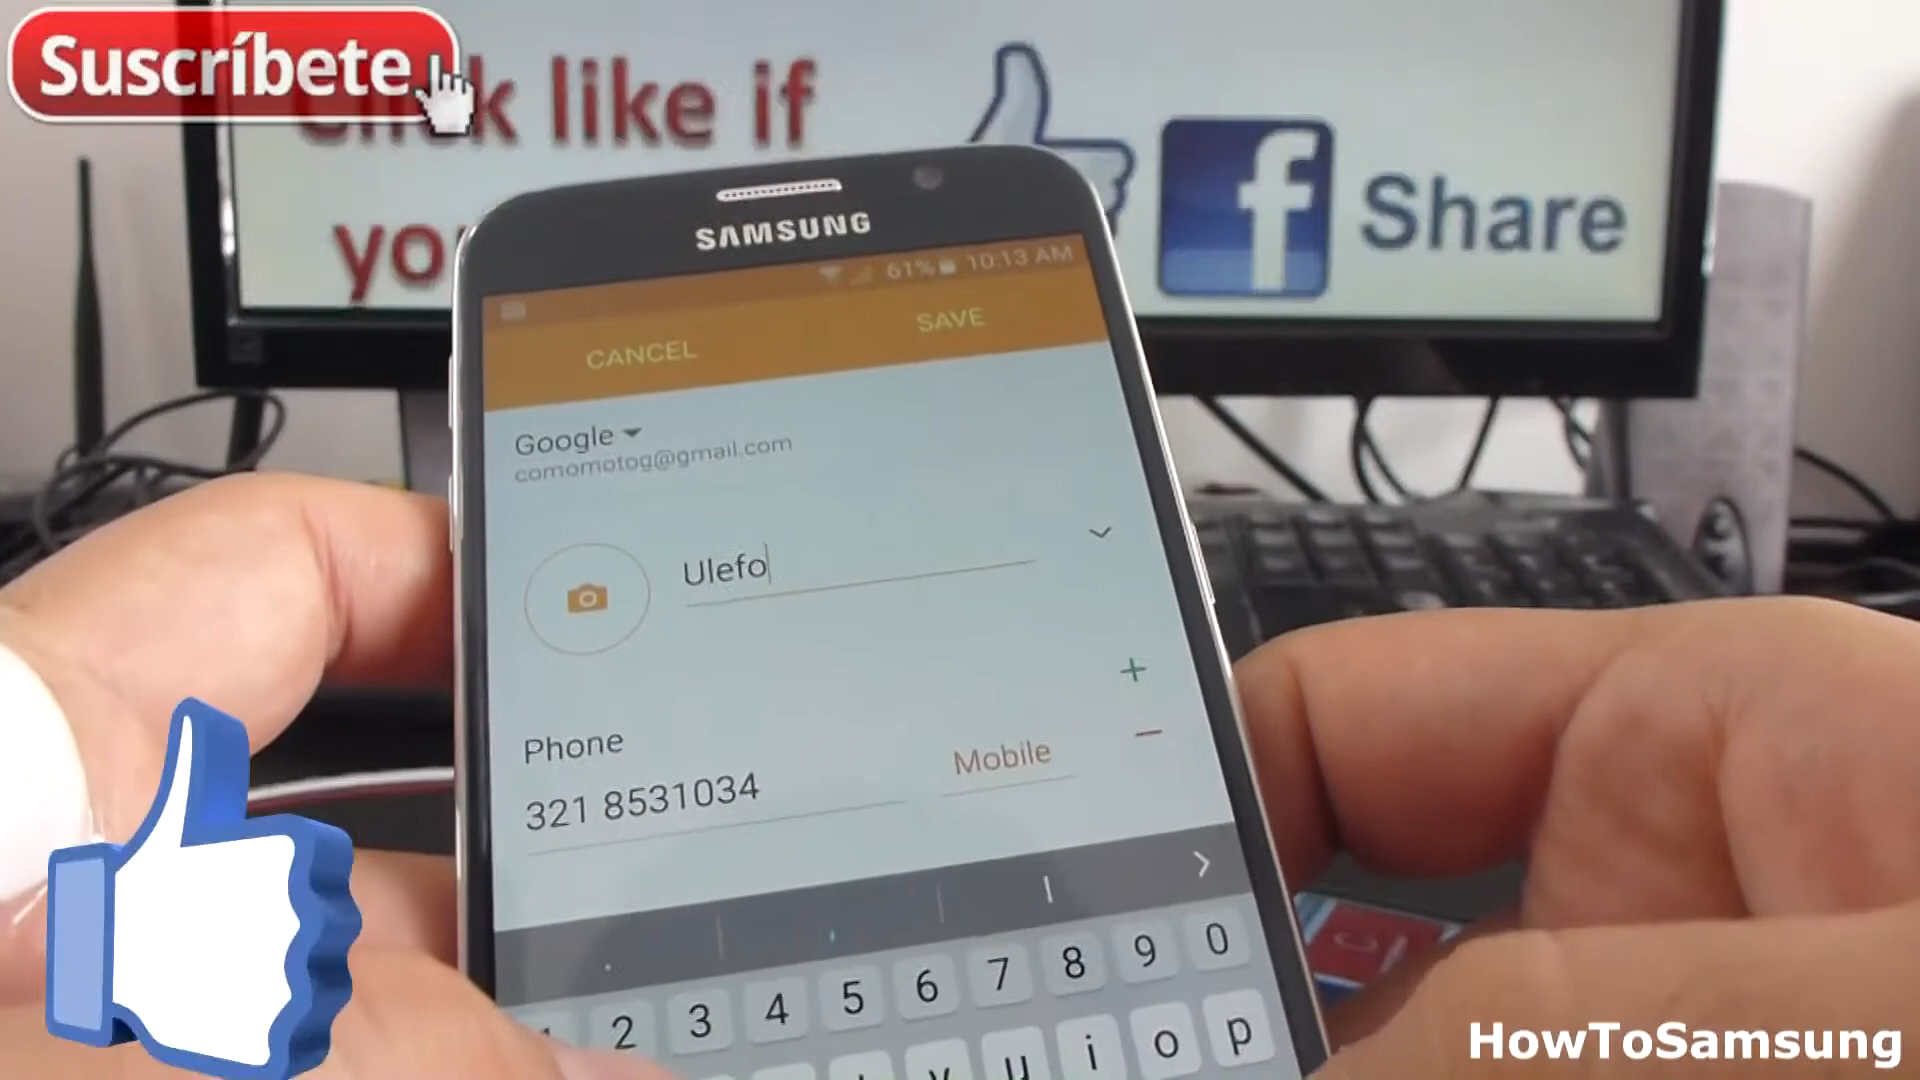 Suscríbete
like if
Share
SAMSUNG
61% 10:13 AM
CANCEL SAVE
Google
comomotog@gmail.com
Ulefo
Phone
321 8531034 Mobile
2 3 4 5 6 7 8 9 0
u i o p
HowToSamsung